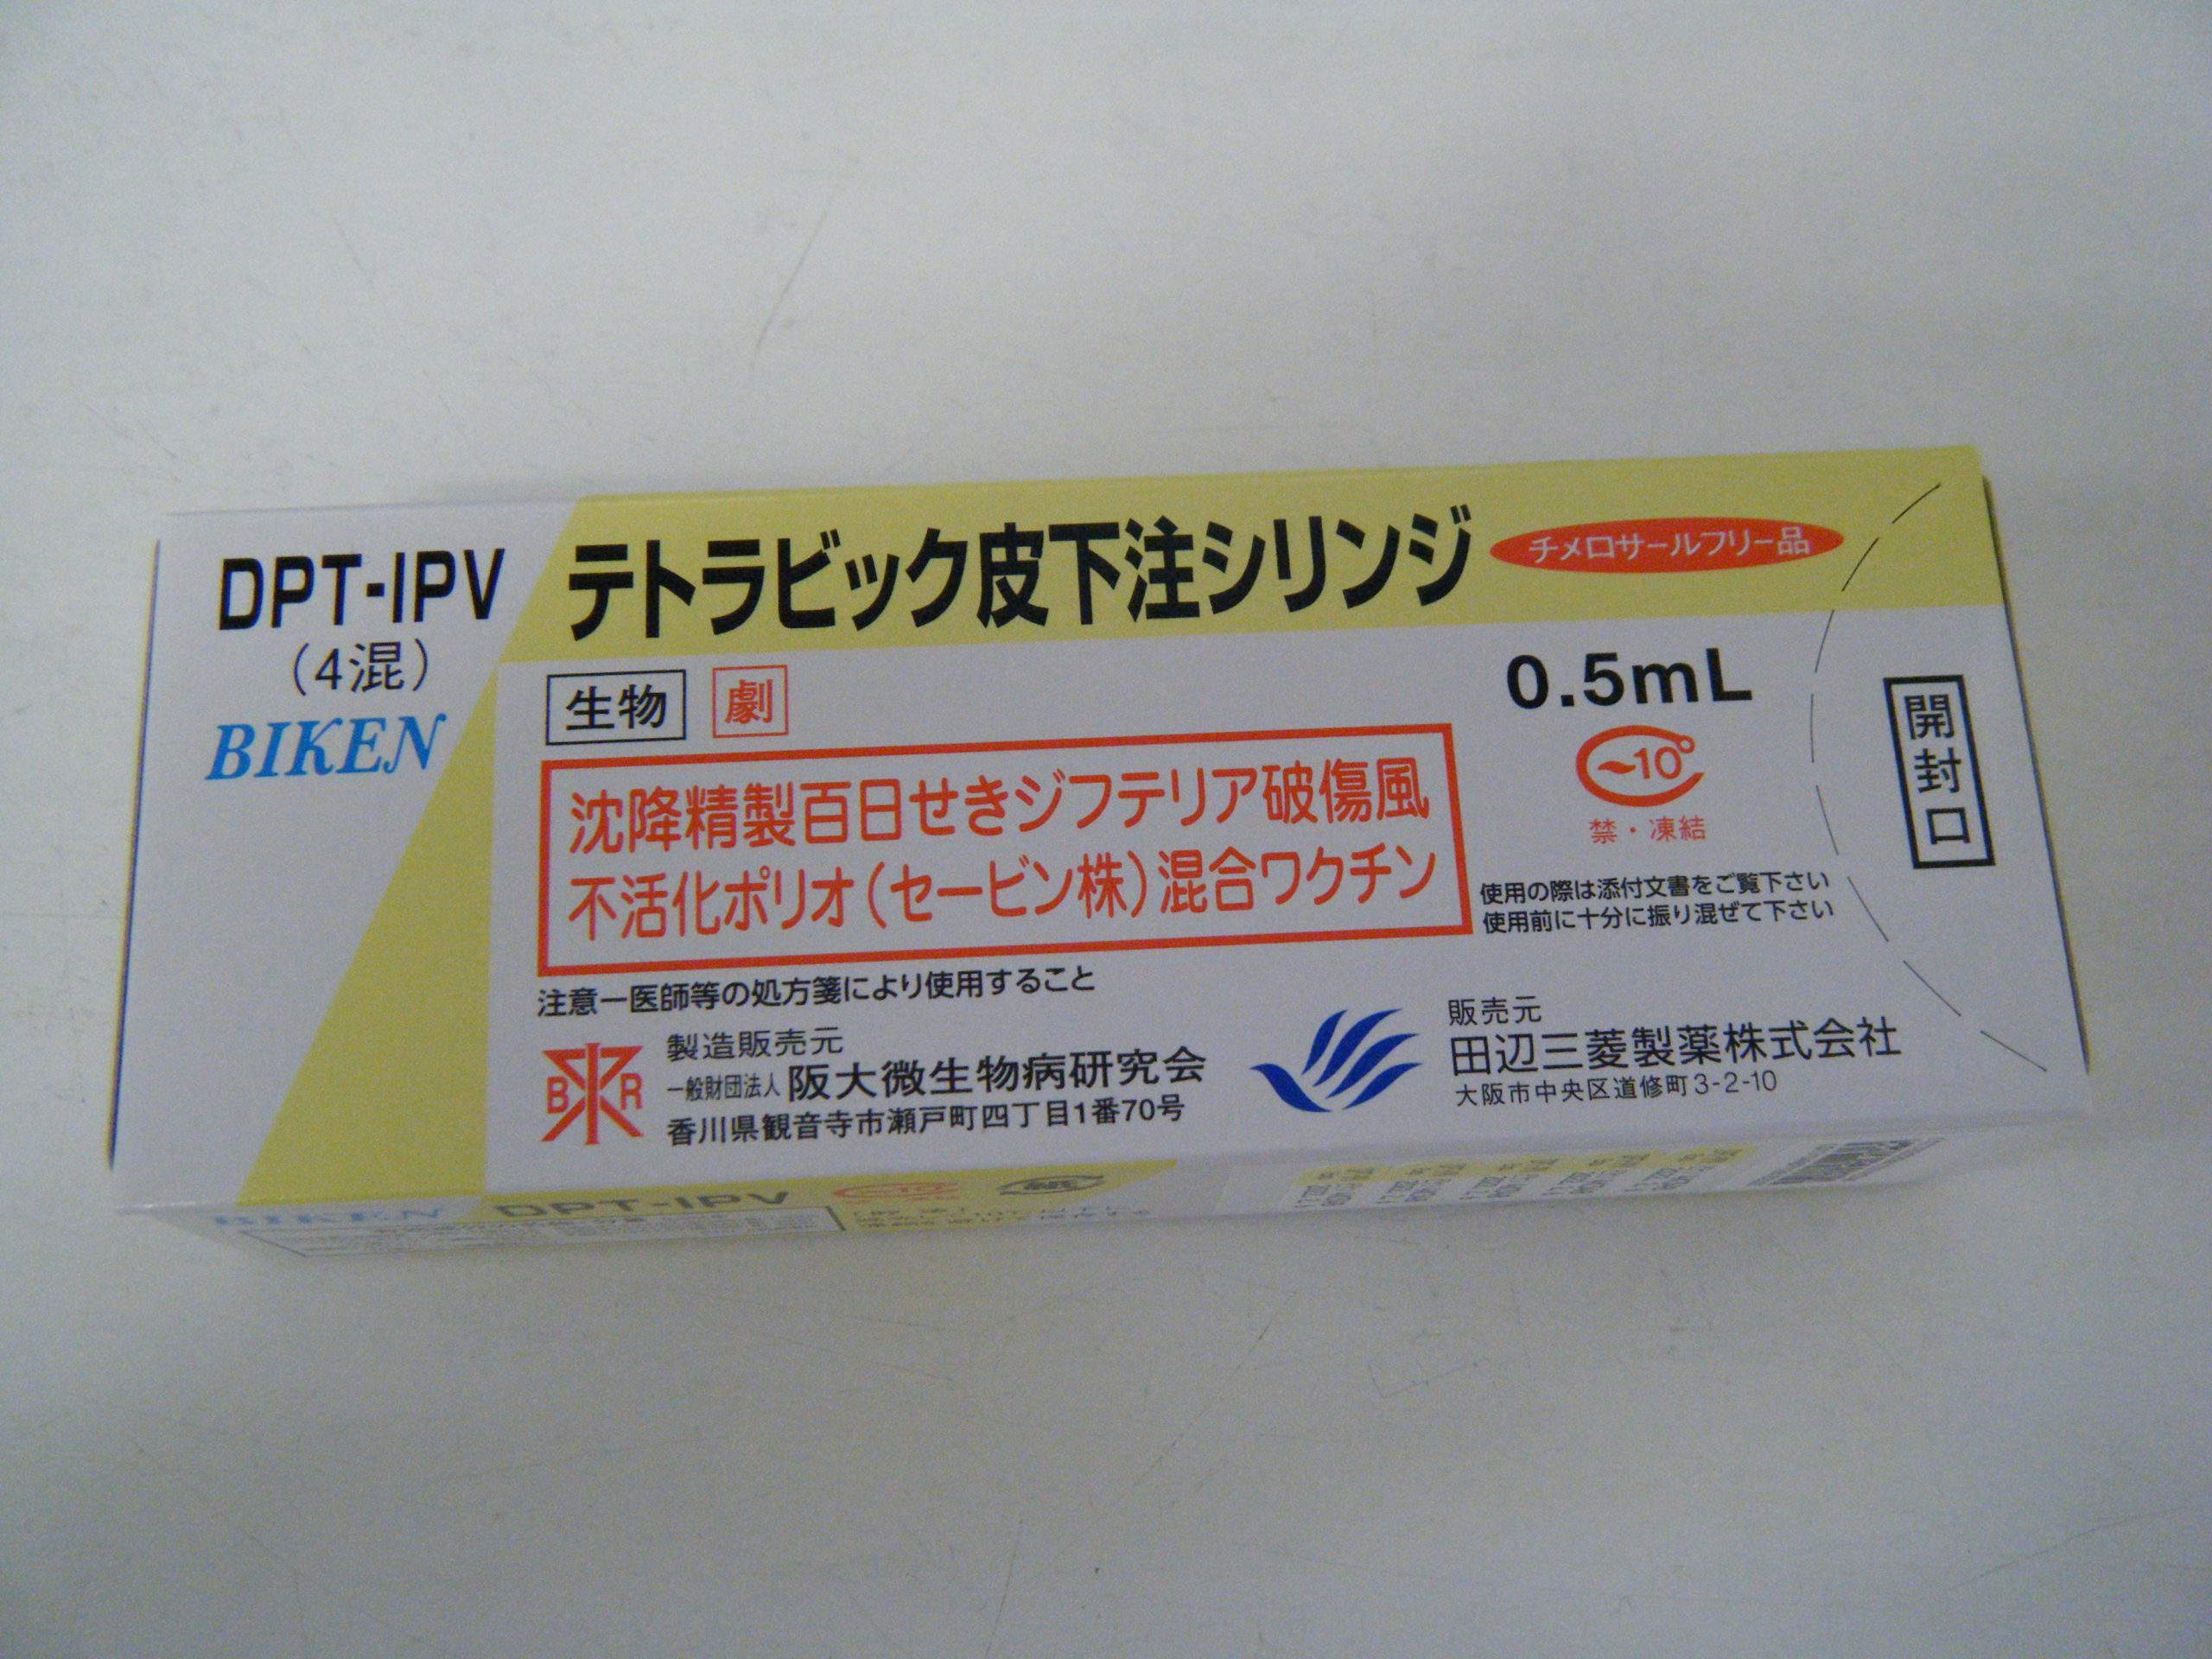 DPT-IPV
(4混)
BIKEN
テトラビック皮下注シリンジ
チメロサールフリー品
生物 劇
0.5mL
~10°
禁・凍結
沈降精製百日せきジフテリア破傷風
不活化ポリオ(セービン株)混合ワクチン
使用の際は添付文書をご覧下さい
使用前に十分に振り混ぜて下さい
開封口
注意－医師等の処方箋により使用すること
B R
製造販売元
一般財団法人 阪大微生物病研究会
香川県観音寺市瀬戸町四丁目1番70号
販売元
田辺三菱製薬株式会社
大阪市中央区道修町3-2-10
BIKEN
DPT-IPV